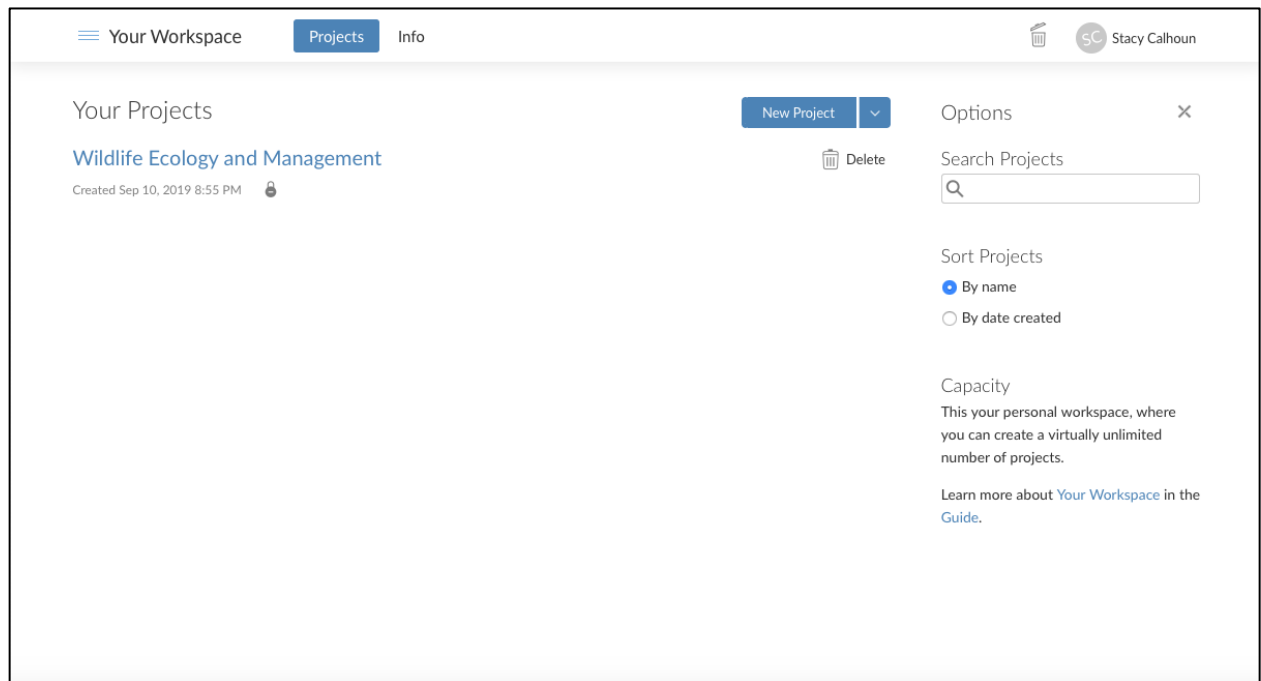 Your Workspace Projects Info SC Stacy Calhoun
Your Projects
New Project
Wildlife Ecology and Management
Delete
Created Sep 10, 2019 8:55 PM
Options
Search Projects
Sort Projects
By name
By date created
Capacity
This your personal workspace, where
you can create a virtually unlimited
number of projects.
Learn more about Your Workspace in the
Guide.